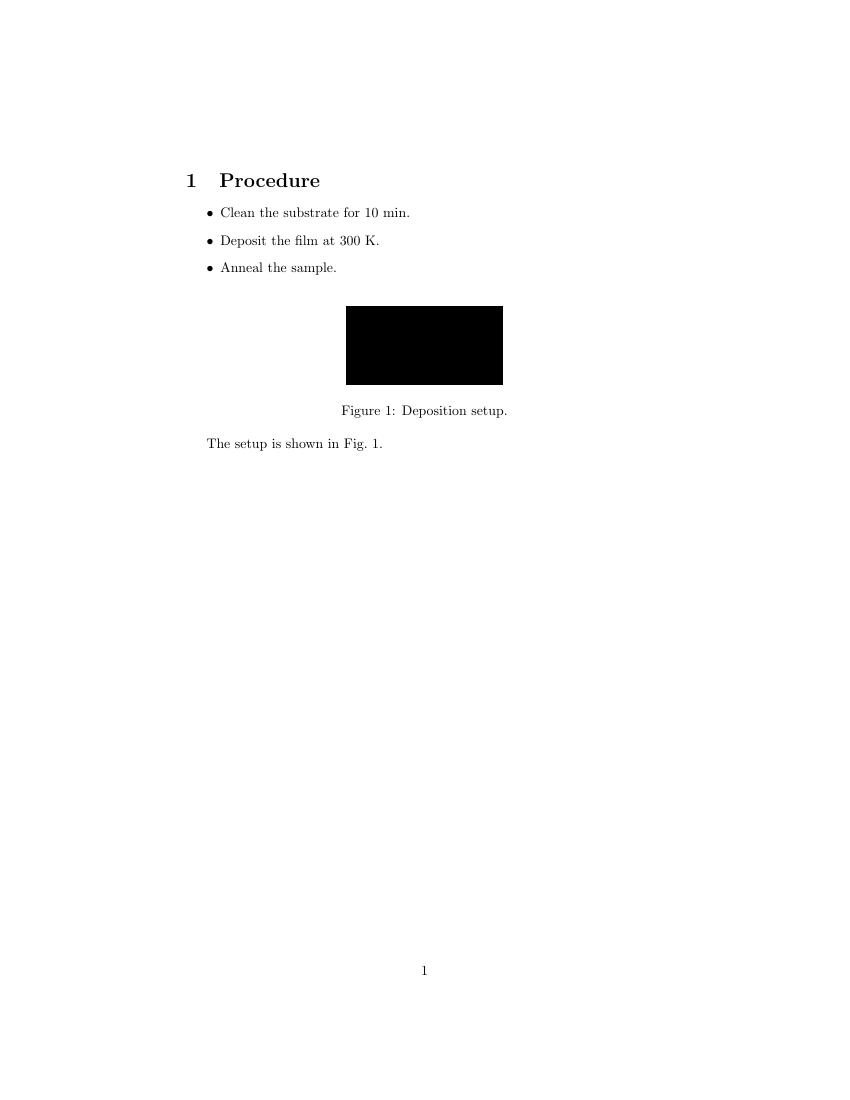 1 Procedure
• Clean the substrate for 10 min.
• Deposit the film at 300 K.
• Anneal the sample.
Figure 1: Deposition setup.
The setup is shown in Fig. 1.
1